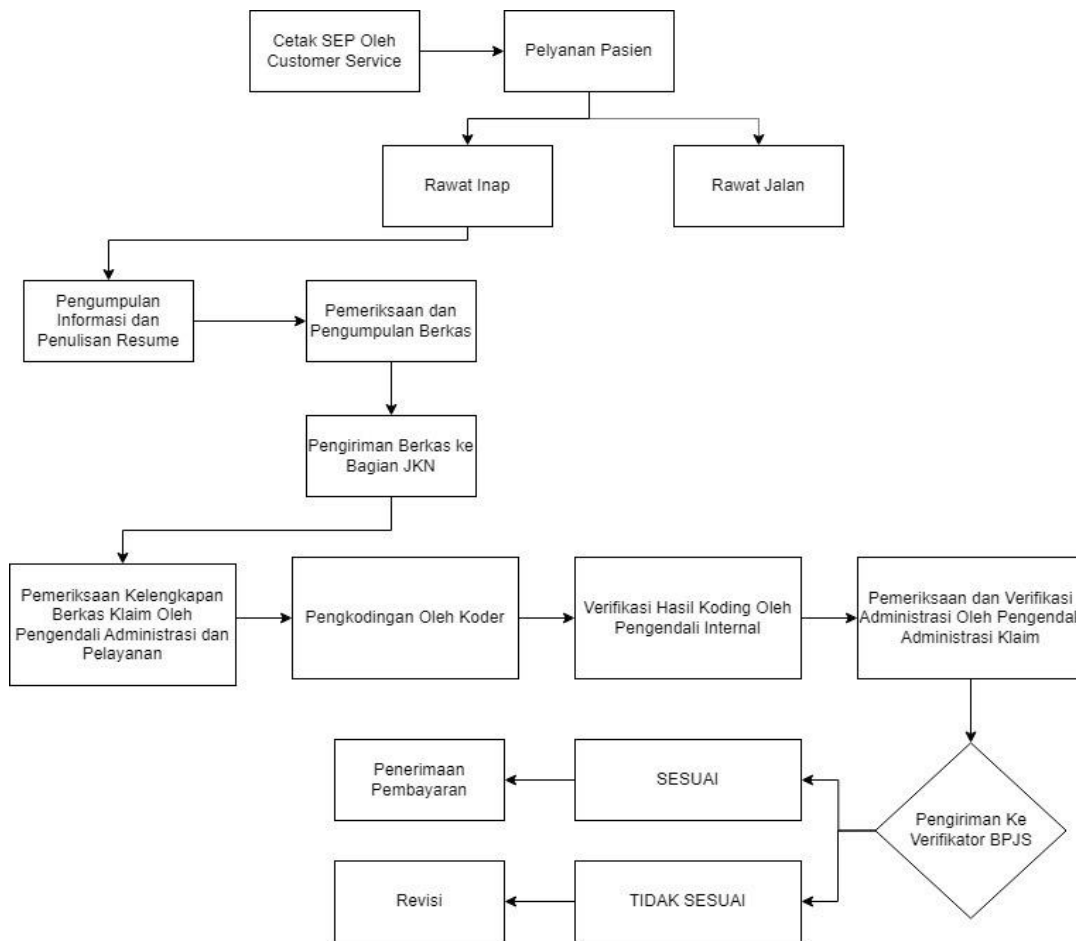 Cetak SEP Oleh
Customer Service
Pelyanan Pasien
Rawat Inap
Rawat Jalan
Pengumpulan
Informasi dan
Penulisan Resume
Pemeriksaan dan
Pengumpulan Berkas
Pengiriman Berkas ke
Bagian JKN
Pemeriksaan Kelengkapan
Berkas Klaim Oleh
Pengendali Administrasi dan
Pelayanan
Pengkodingan Oleh Koder
Verifikasi Hasil Koding Oleh
Pengendali Internal
Pemeriksaan dan Verifikasi
Administrasi Oleh Pengendal
Administrasi Klaim
Pengiriman Ke
Verifikator BPJS
SESUAI
Penerimaan
Pembayaran
TIDAK SESUAI
Revisi